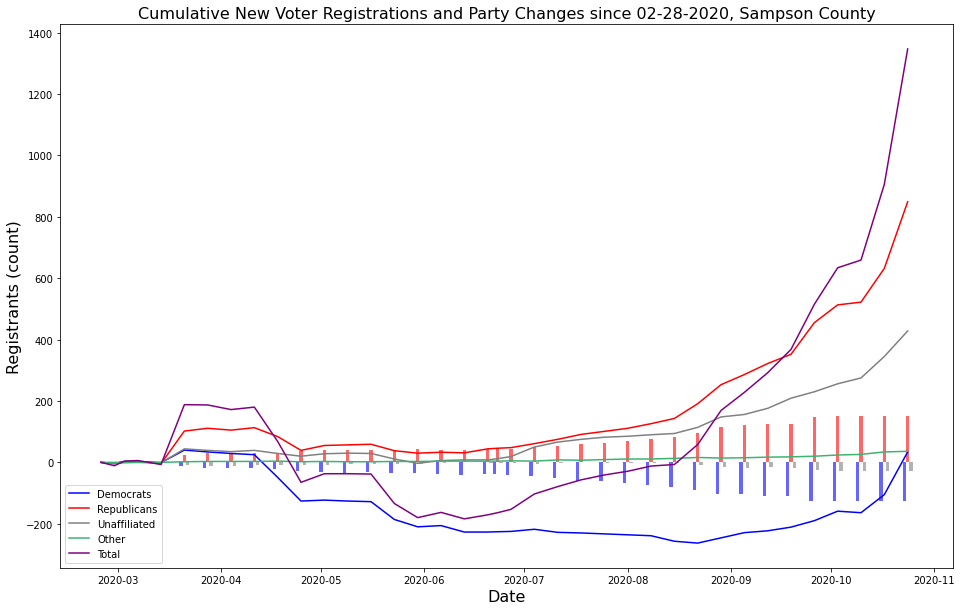 Cumulative New Voter Registrations and Party Changes since 02-28-2020, Sampson County
Registrants (count)
1400
1200
1000
800
600
400
200
0
−200
Democrats
Republicans
Unaffiliated
Other
Total
2020-03 2020-04 2020-05 2020-06 2020-07 2020-08 2020-09 2020-10 2020-11
Date